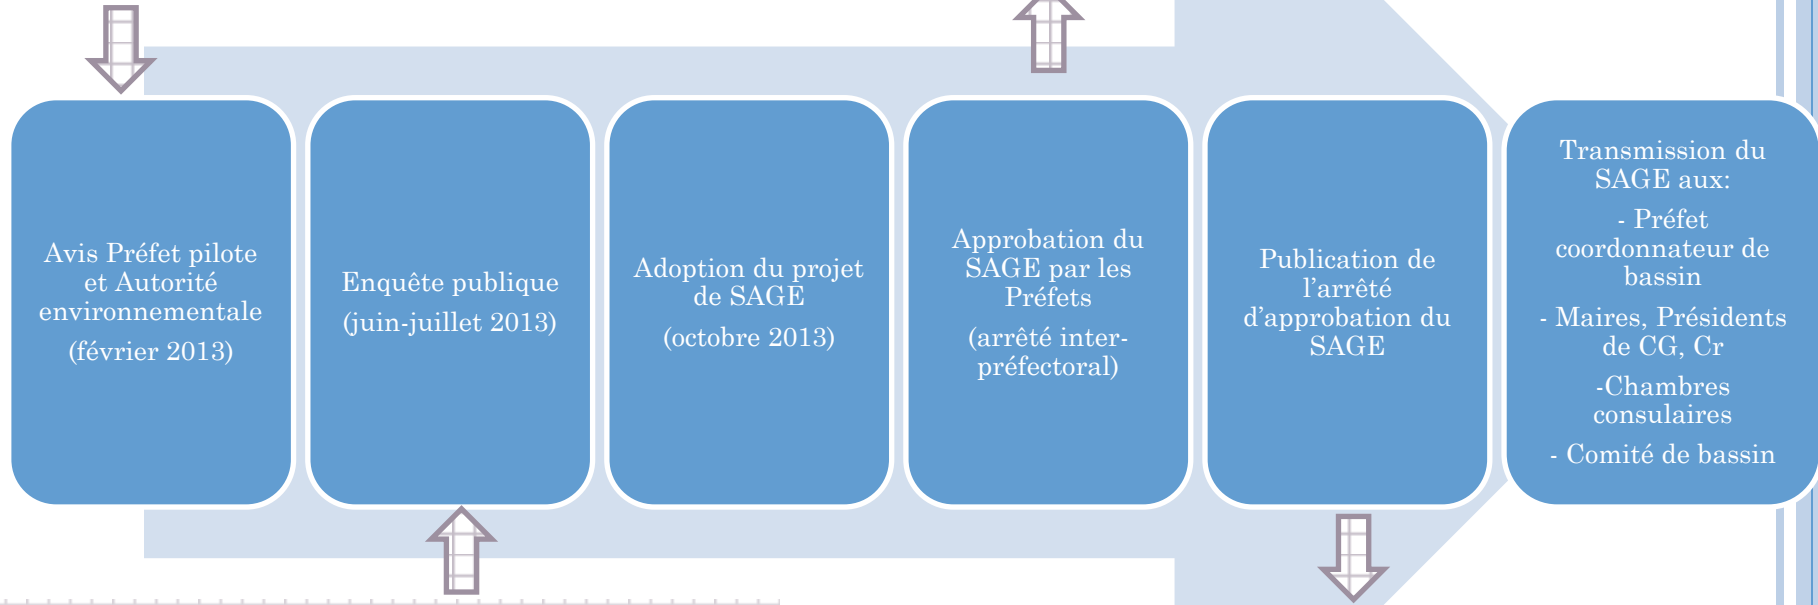 Avis Préfet pilote
et Autorité
environnementale
(février 2013)
Enquête publique
(juin-juillet 2013)
Adoption du projet
de SAGE
(octobre 2013)
Approbation du
SAGE par les
Préfets
(arrêté inter-
préfectoral)
Publication de
l’arrêté
d’approbation du
SAGE
Transmission du
SAGE aux:
- Préfet
coordonnateur de
bassin
- Maires, Présidents
de CG, Cr
-Chambres
consulaires
- Comité de bassin